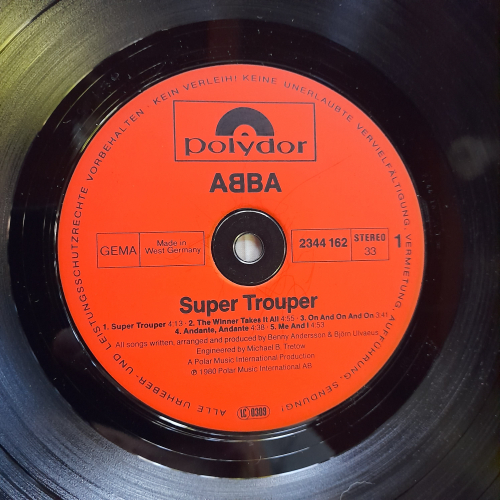 ALLE URHEBER- UND LEISTUNGSSCHUTZRECHTE VORBEHALTEN · KEIN VERLEIH! KEINE UNERLAUBTE VERVIELFÄLTIGUNG, VERMIETUNG, AUFFÜHRUNG, SENDUNG!
polydor
ABBA
GEMA
Made in
West Germany
2344 162
STEREO
33
1
Super Trouper
1. Super Trouper 4:13 · 2. The Winner Takes It All 4:55 · 3. On And On And On 3:41
4. Andante, Andante 4:38 · 5. Me And I 4:53
All songs written, arranged and produced by Benny Andersson & Björn Ulvaeus
Engineered by Michael B. Tretow
A Polar Music International Production
℗ 1980 Polar Music International AB
LC 0309